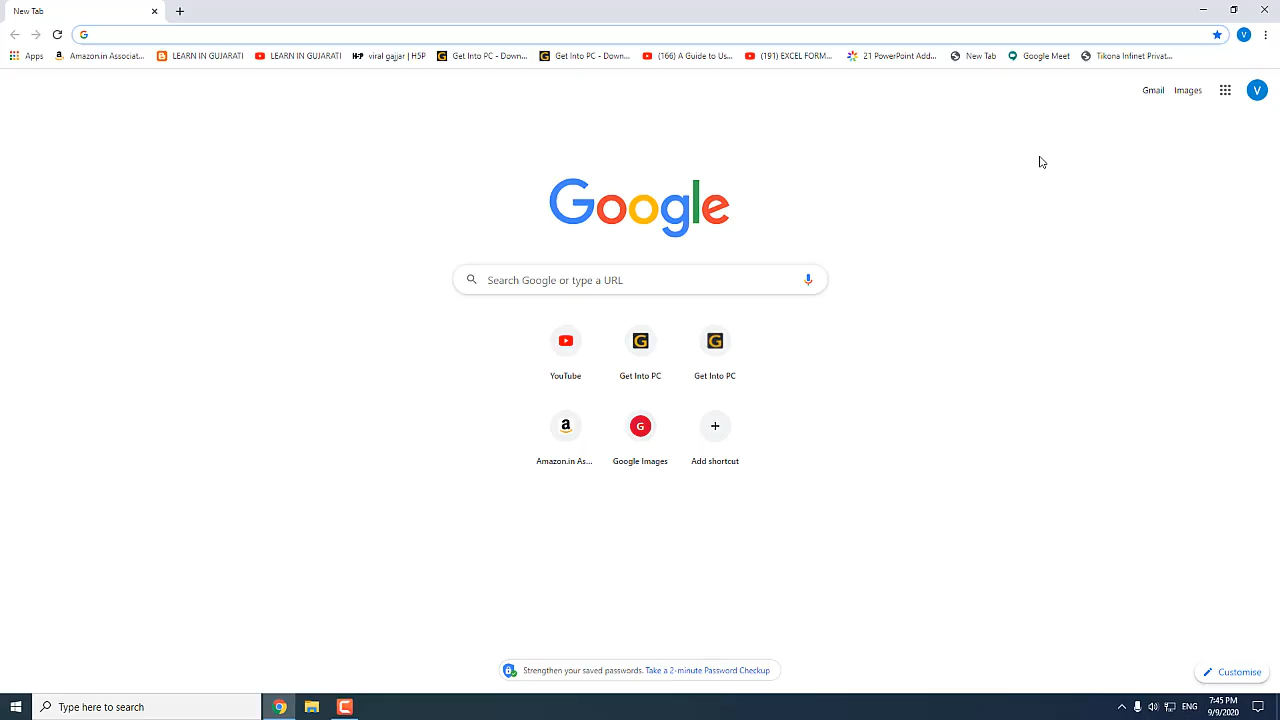 New Tab
Apps
Amazon.in Associat...
LEARN IN GUJARATI
LEARN IN GUJARATI
H-P viral gajjar | H5P
Get Into PC - Down...
Get Into PC - Down...
(166) A Guide to Us...
(191) EXCEL FORM...
21 PowerPoint Add...
New Tab
Google Meet
Tikona Infinet Privat...
V
Gmail
Images
V
Google
Search Google or type a URL
YouTube
Get Into PC
Get Into PC
Amazon.in As...
Google Images
Add shortcut
Strengthen your saved passwords. Take a 2-minute Password Checkup
Customise
Type here to search
ENG
7:45 PM
9/9/2020